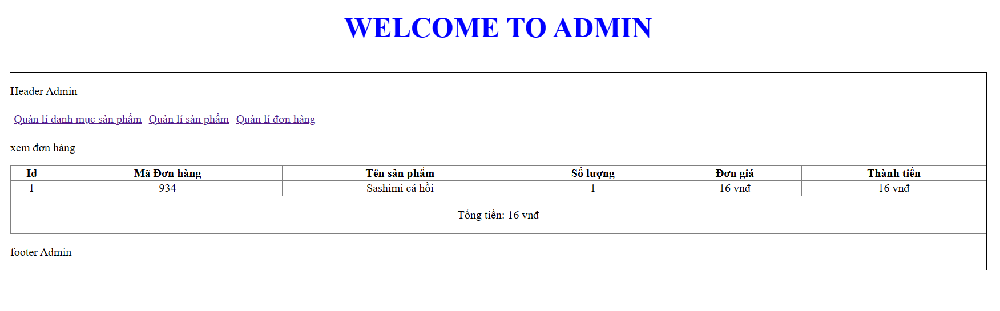 WELCOME TO ADMIN
Header Admin
Quản lí danh mục sản phẩm Quản lí sản phẩm Quản lí đơn hàng
xem đơn hàng
Id Mã Đơn hàng Tên sản phẩm Số lượng Đơn giá Thành tiền
1 934 Sashimi cá hồi 1 16 vnđ 16 vnđ
Tổng tiền: 16 vnđ
footer Admin